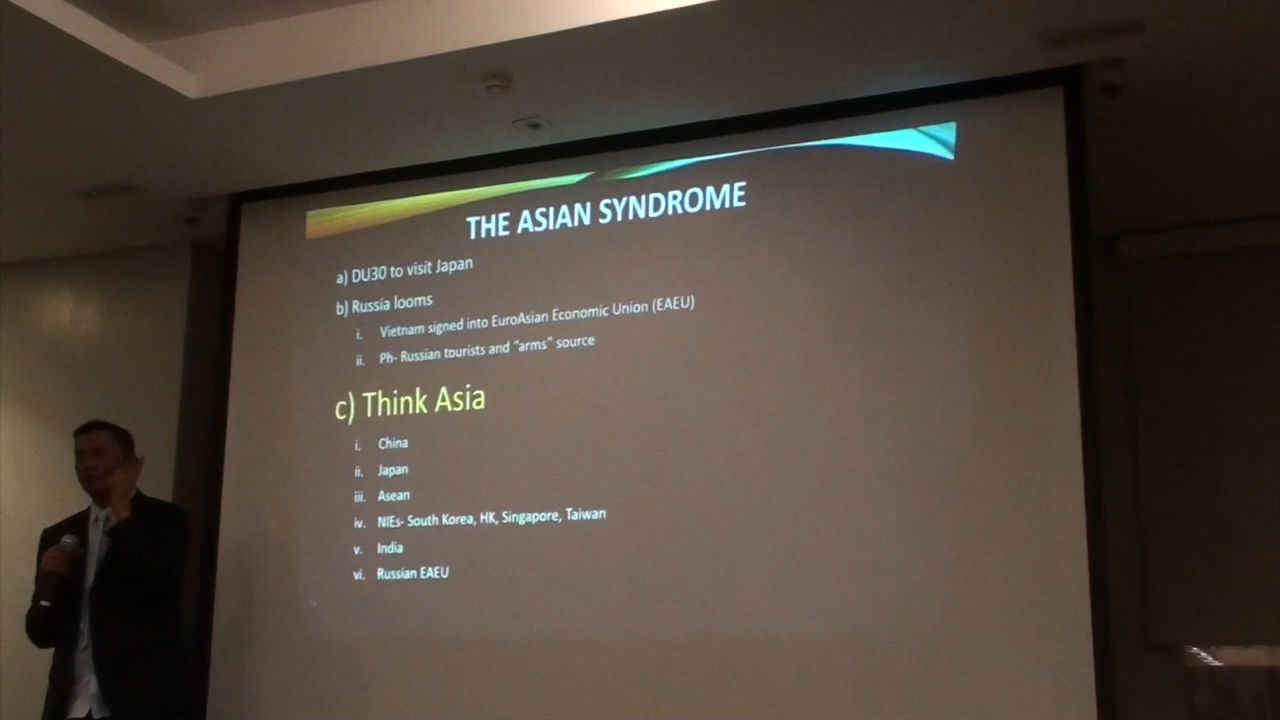 THE ASIAN SYNDROME
a) DU30 to visit Japan
b) Russia looms
i. Vietnam signed into EuroAsian Economic Union (EAEU)
ii. Ph- Russian tourists and "arms" source
c) Think Asia
i. China
ii. Japan
iii. Asean
iv. NIEs- South Korea, HK, Singapore, Taiwan
v. India
vi. Russian EAEU